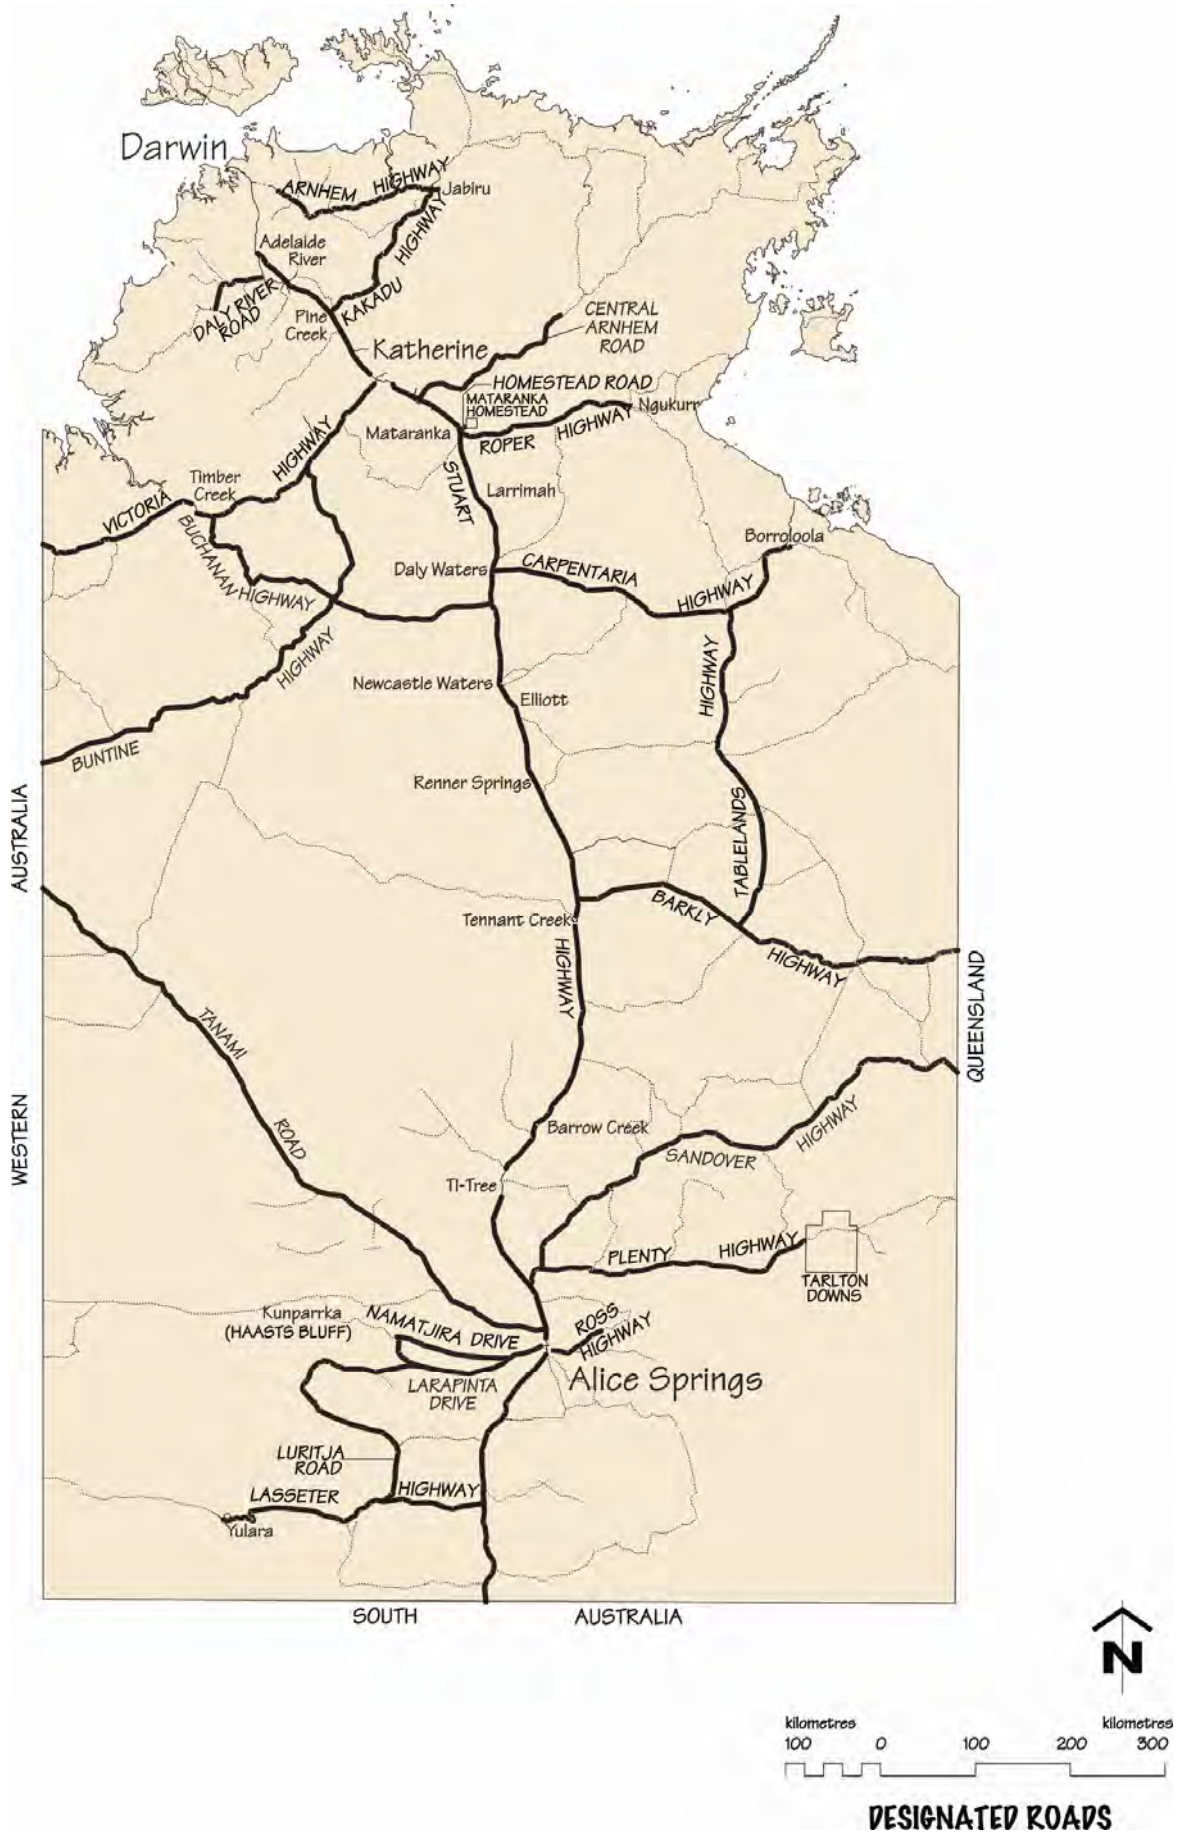 Darwin
ARNHEM HIGHWAY
Jabiru
HIGHWAY
KAKADU
Adelaide
River
DALY RIVER
ROAD
Pine
Creek
CENTRAL
ARNHEM
ROAD
Katherine
HOMESTEAD ROAD
MATARANKA
HOMESTEAD
Ngukurr
Mataranka
ROPER HIGHWAY
HIGHWAY
STUART
Timber
Creek
Larrimah
VICTORIA
BUCHANAN
HIGHWAY
Borroloola
Daly Waters
CARPENTARIA
HIGHWAY
HIGHWAY
HIGHWAY
Newcastle Waters
Elliott
BUNTINE
Renner Springs
AUSTRALIA
TABLELANDS
BARKLY
Tennant Creek
HIGHWAY
HIGHWAY
QUEENSLAND
TANAMI
WESTERN
ROAD
Barrow Creek
HIGHWAY
SANDOVER
TI-Tree
PLENTY HIGHWAY
TARLTON
DOWNS
Kunparrka
(HAASTS BLUFF)
NAMATJIRA DRIVE
ROSS
HIGHWAY
Alice Springs
LARAPINTA
DRIVE
LURITJA
ROAD
LASSETER HIGHWAY
Yulara
SOUTH AUSTRALIA
N
kilometres kilometres
100 0 100 200 300
DESIGNATED ROADS